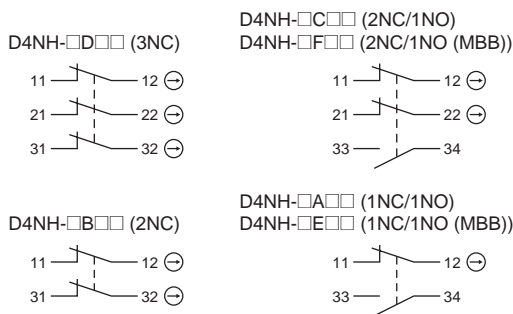 D4NH-□D□□ (3NC)
11 12
21 22
31 32
D4NH-□C□□ (2NC/1NO)
D4NH-□F□□ (2NC/1NO (MBB))
11 12
21 22
33 34
D4NH-□B□□ (2NC)
11 12
31 32
D4NH-□A□□ (1NC/1NO)
D4NH-□E□□ (1NC/1NO (MBB))
11 12
33 34